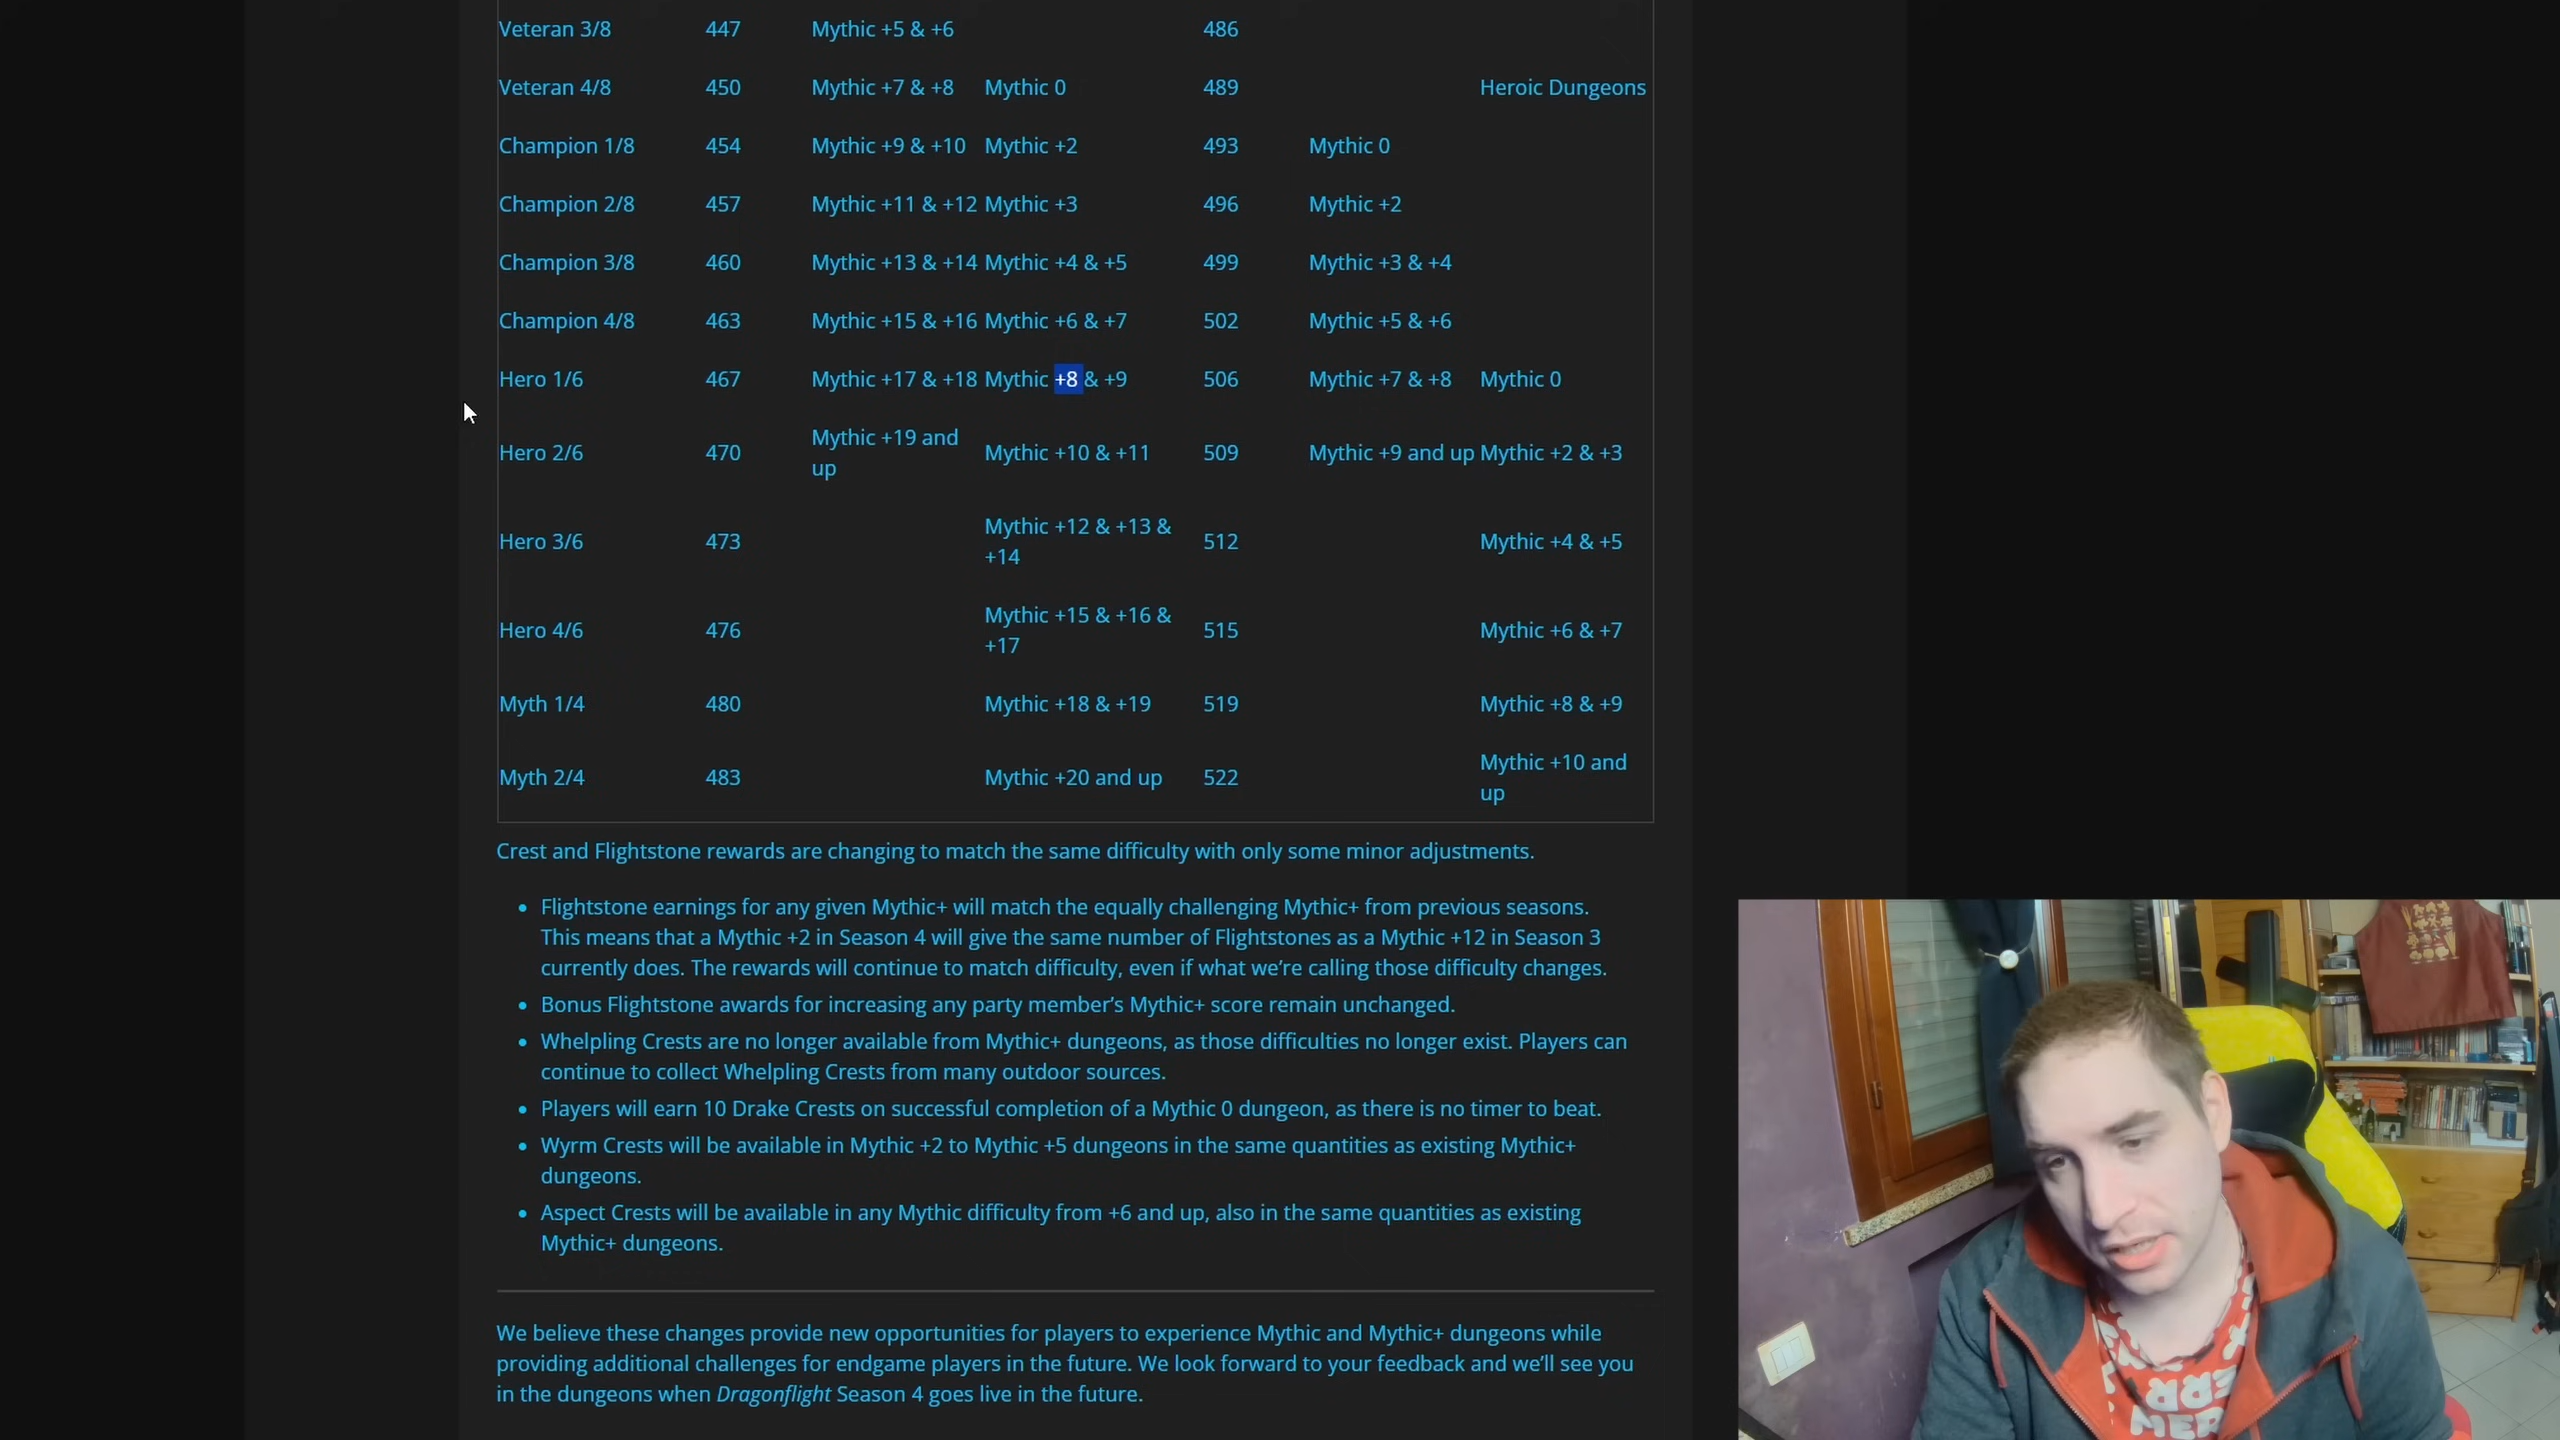 Veteran 3/8 447 Mythic +5 & +6 486
Veteran 4/8 450 Mythic +7 & +8 Mythic 0 489 Heroic Dungeons
Champion 1/8 454 Mythic +9 & +10 Mythic +2 493 Mythic 0
Champion 2/8 457 Mythic +11 & +12 Mythic +3 496 Mythic +2
Champion 3/8 460 Mythic +13 & +14 Mythic +4 & +5 499 Mythic +3 & +4
Champion 4/8 463 Mythic +15 & +16 Mythic +6 & +7 502 Mythic +5 & +6
Hero 1/6 467 Mythic +17 & +18 Mythic +8 & +9 506 Mythic +7 & +8 Mythic 0
Hero 2/6 470 Mythic +19 and
up Mythic +10 & +11 509 Mythic +9 and up Mythic +2 & +3
Hero 3/6 473 Mythic +12 & +13 &
+14 512 Mythic +4 & +5
Hero 4/6 476 Mythic +15 & +16 &
+17 515 Mythic +6 & +7
Myth 1/4 480 Mythic +18 & +19 519 Mythic +8 & +9
Myth 2/4 483 Mythic +20 and up 522 Mythic +10 and
up
Crest and Flightstone rewards are changing to match the same difficulty with only some minor adjustments.
• Flightstone earnings for any given Mythic+ will match the equally challenging Mythic+ from previous seasons.
This means that a Mythic +2 in Season 4 will give the same number of Flightstones as a Mythic +12 in Season 3
currently does. The rewards will continue to match difficulty, even if what we're calling those difficulty changes.
• Bonus Flightstone awards for increasing any party member's Mythic+ score remain unchanged.
• Whelpling Crests are no longer available from Mythic+ dungeons, as those difficulties no longer exist. Players can
continue to collect Whelpling Crests from many outdoor sources.
• Players will earn 10 Drake Crests on successful completion of a Mythic 0 dungeon, as there is no timer to beat.
• Wyrm Crests will be available in Mythic +2 to Mythic +5 dungeons in the same quantities as existing Mythic+
dungeons.
• Aspect Crests will be available in any Mythic difficulty from +6 and up, also in the same quantities as existing
Mythic+ dungeons.
We believe these changes provide new opportunities for players to experience Mythic and Mythic+ dungeons while
providing additional challenges for endgame players in the future. We look forward to your feedback and we'll see you
in the dungeons when Dragonflight Season 4 goes live in the future.